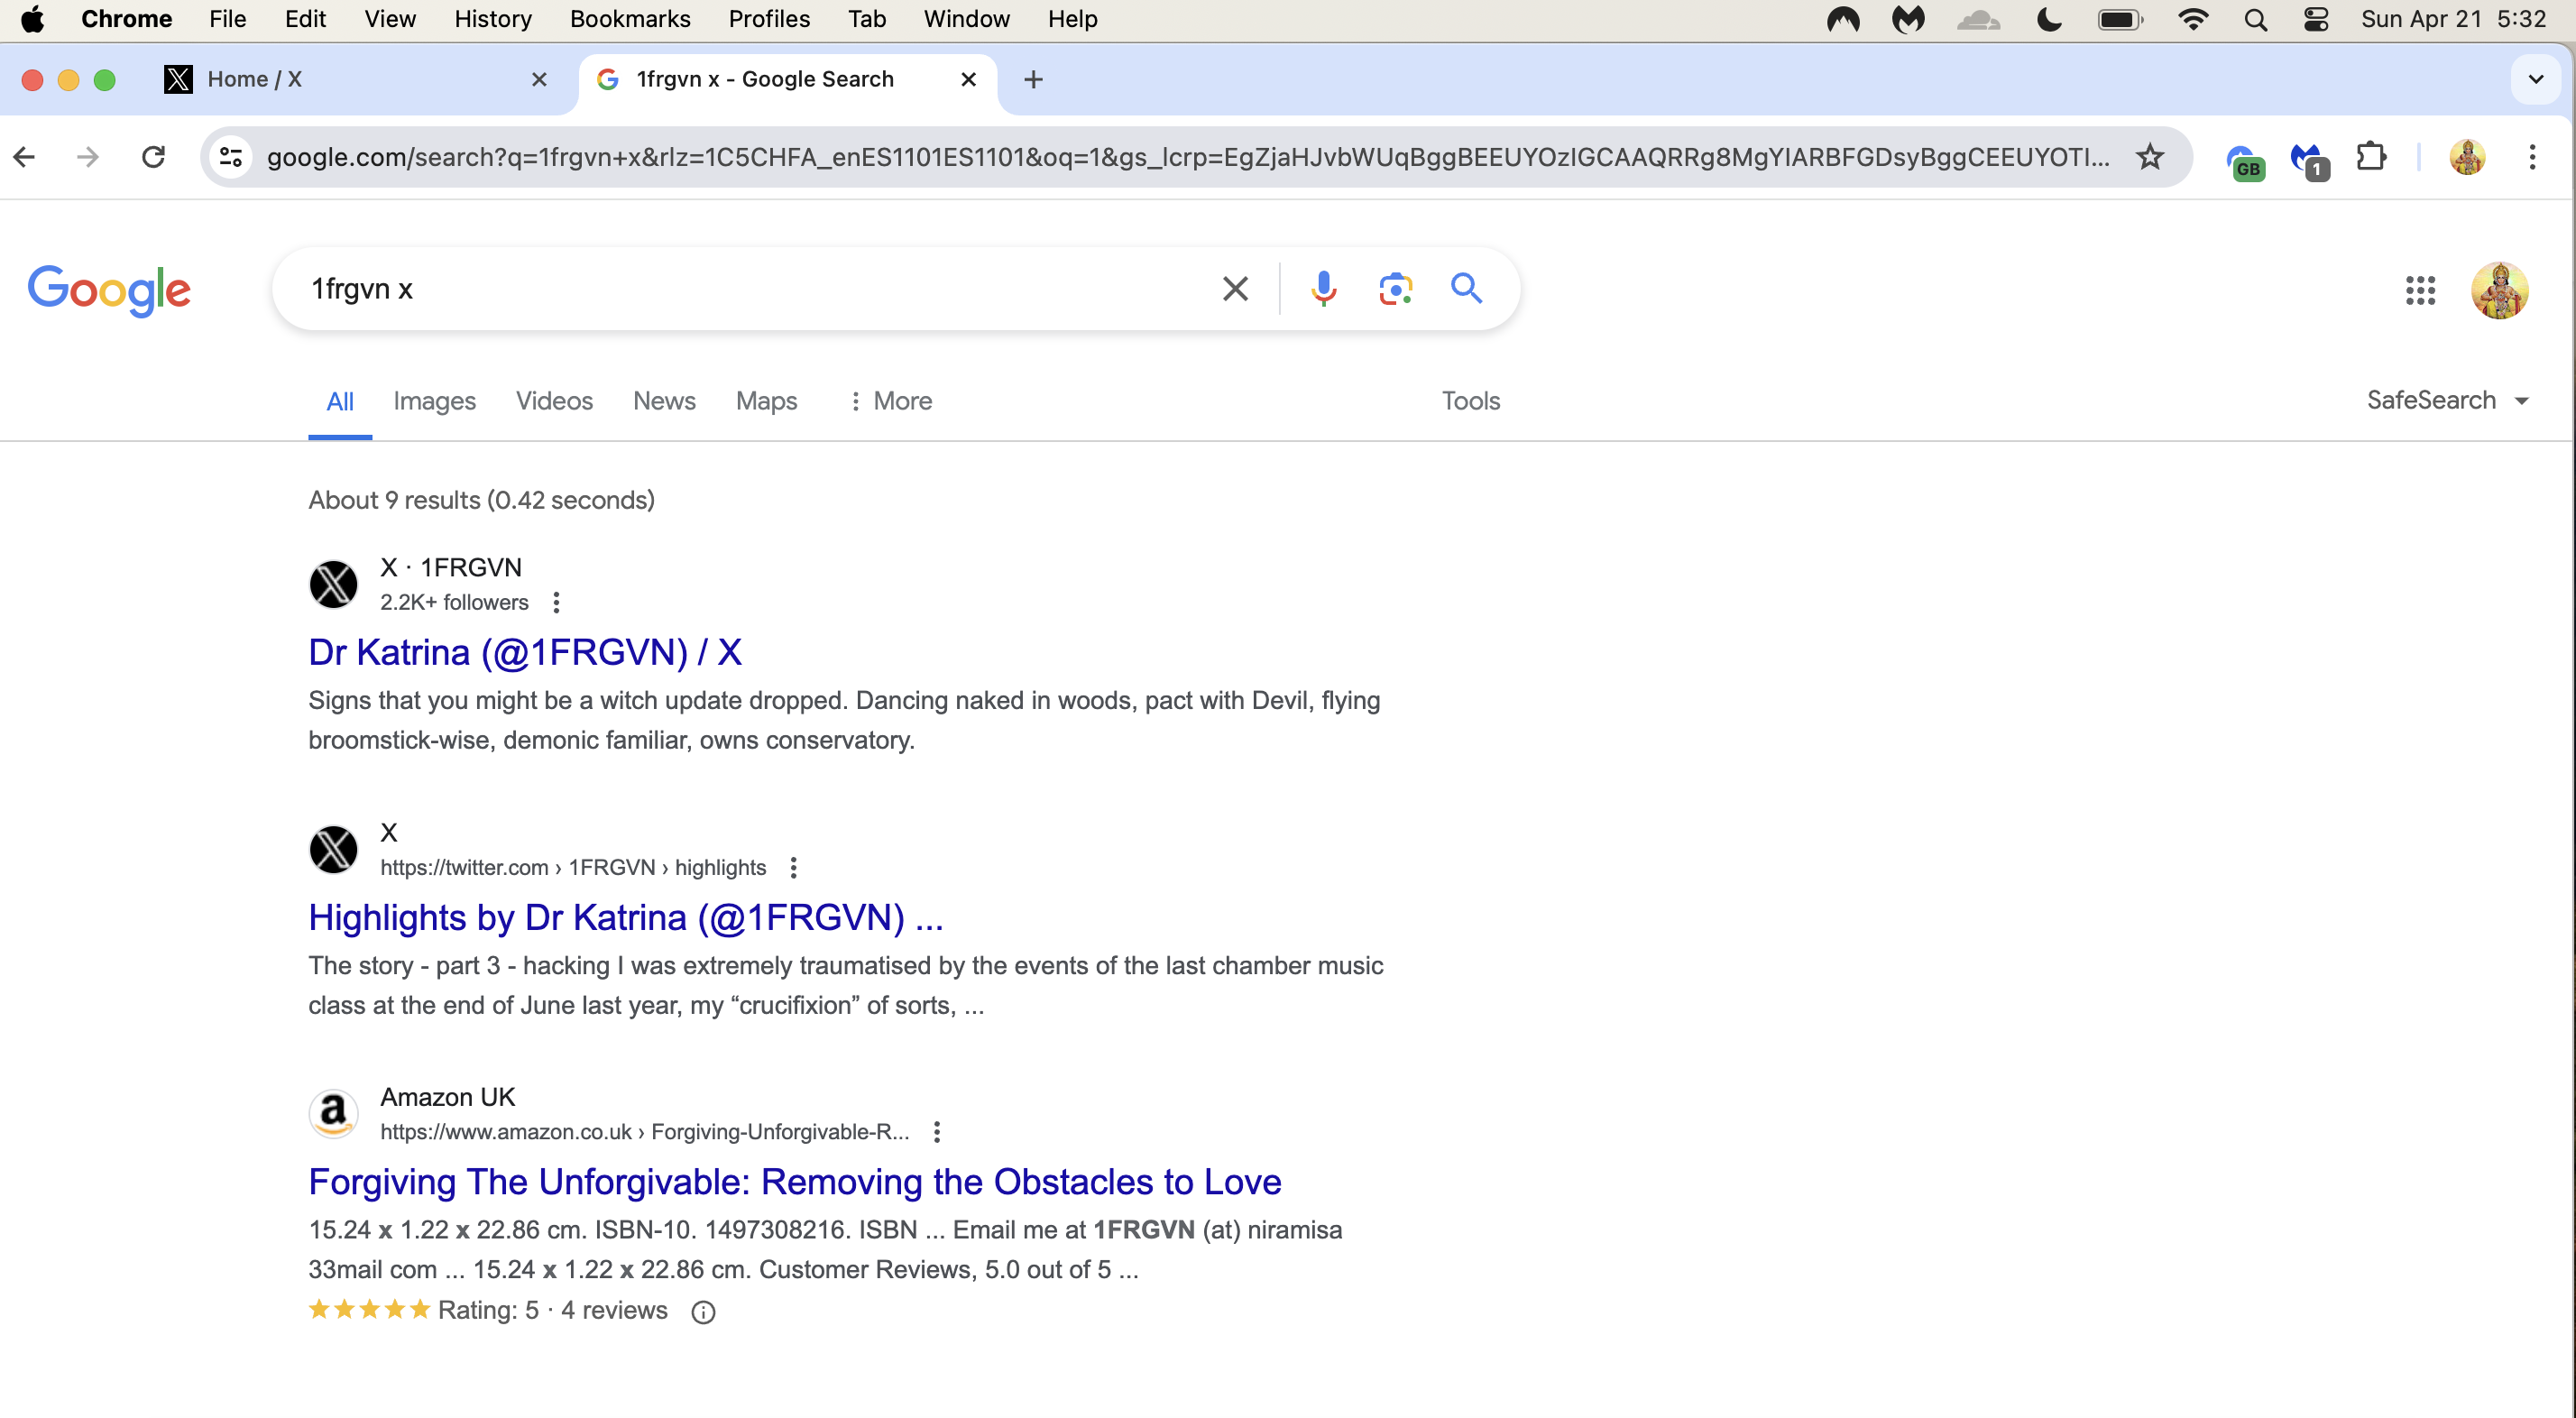 Chrome File Edit View History Bookmarks Profiles Tab Window Help Sun Apr 21 5:32
Home / X 1frgvn x - Google Search
google.com/search?q=1frgvn+x&rlz=1C5CHFA_enES1101ES1101&oq=1&gs_lcrp=EgZjaHJvbWUqBggBEEUYOzIGCAAQRRg8MgYIARBFGDsyBggCEEUYOTI... GB 1
Google 1frgvn x
All Images Videos News Maps More Tools SafeSearch
About 9 results (0.42 seconds)
X · 1FRGVN
2.2K+ followers
Dr Katrina (@1FRGVN) / X
Signs that you might be a witch update dropped. Dancing naked in woods, pact with Devil, flying
broomstick-wise, demonic familiar, owns conservatory.
X
https://twitter.com › 1FRGVN › highlights
Highlights by Dr Katrina (@1FRGVN) ...
The story - part 3 - hacking I was extremely traumatised by the events of the last chamber music
class at the end of June last year, my “crucifixion” of sorts, ...
Amazon UK
https://www.amazon.co.uk › Forgiving-Unforgivable-R...
Forgiving The Unforgivable: Removing the Obstacles to Love
15.24 x 1.22 x 22.86 cm. ISBN-10. 1497308216. ISBN ... Email me at 1FRGVN (at) niramisa
33mail com ... 15.24 x 1.22 x 22.86 cm. Customer Reviews, 5.0 out of 5 ...
Rating: 5 · 4 reviews